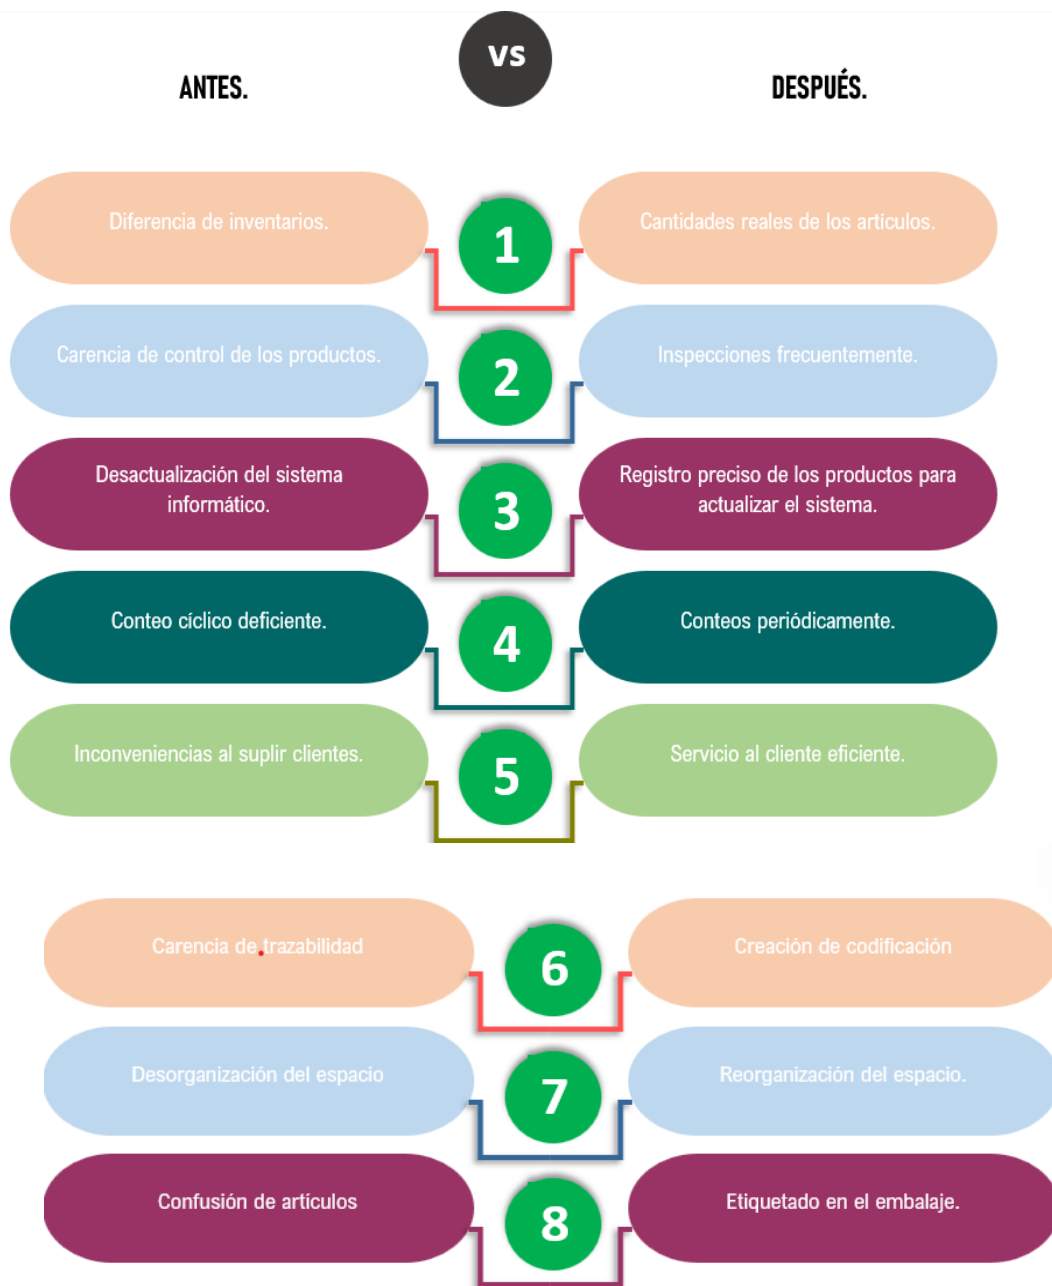 vs
ANTES.
DESPUÉS.
Diferencia de inventarios.
1
Cantidades reales de los artículos.
Carencia de control de los productos.
2
Inspecciones frecuentemente.
Desactualización del sistema
informático.
3
Registro preciso de los productos para
actualizar el sistema.
Conteo cíclico deficiente.
4
Conteos periódicamente.
Inconveniencias al suplir clientes.
5
Servicio al cliente eficiente.
Carencia de trazabilidad
6
Creación de codificación
Desorganización del espacio
7
Reorganización del espacio.
Confusión de artículos
8
Etiquetado en el embalaje.